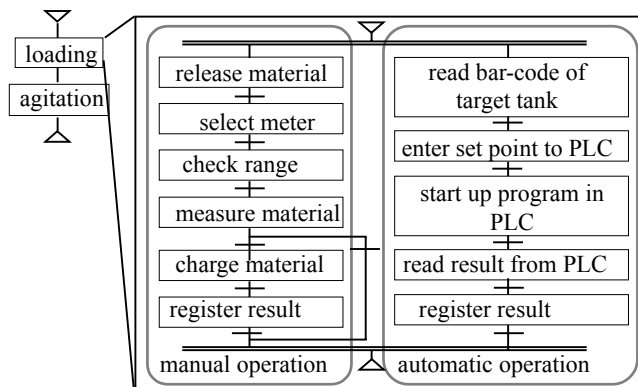 loading
agitation
release material
select meter
check range
measure material
charge material
register result
manual operation
read bar-code of
target tank
enter set point to PLC
start up program in
PLC
read result from PLC
register result
automatic operation